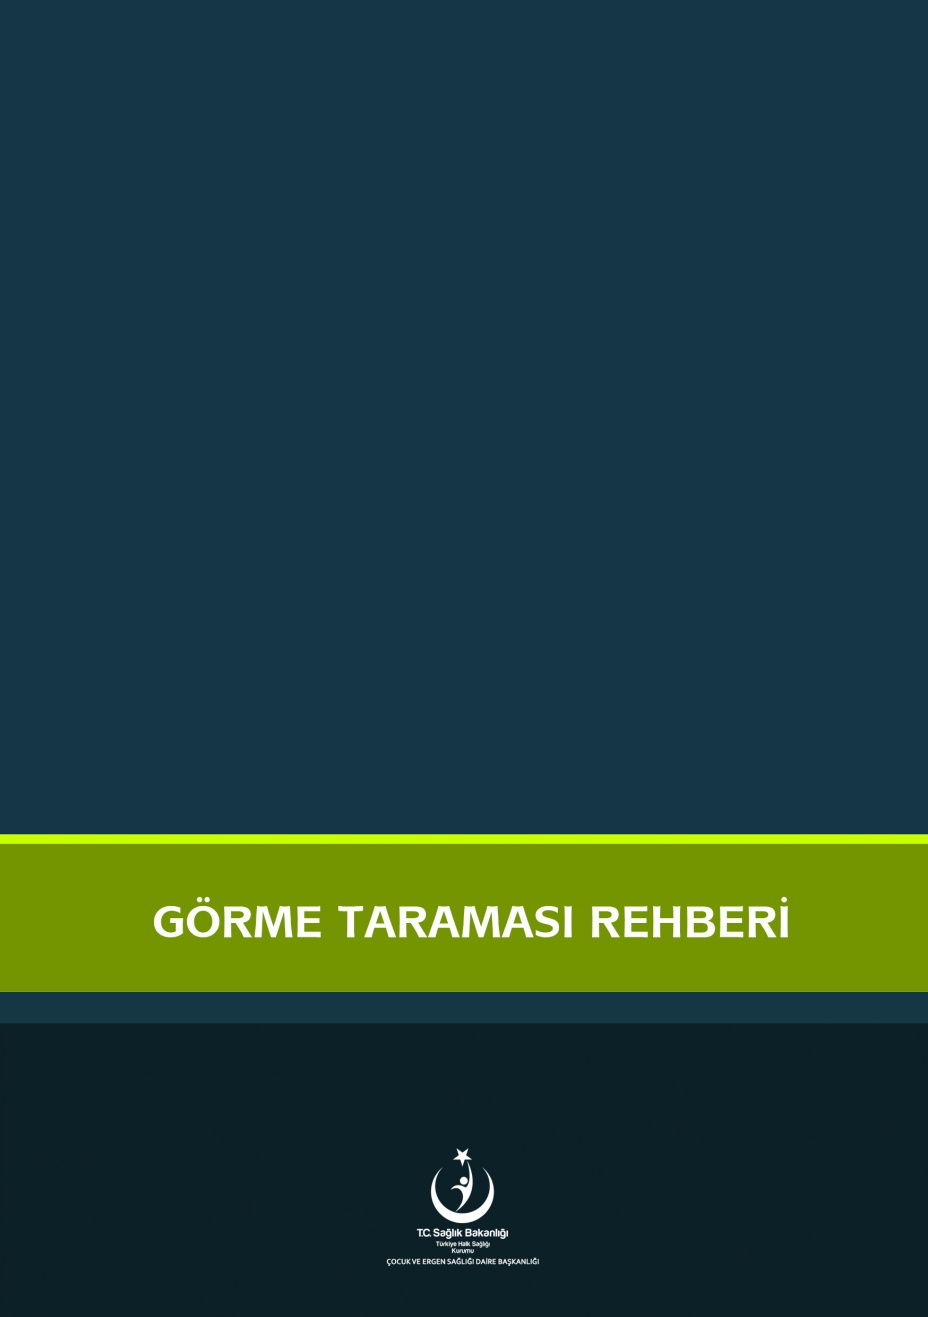 GÖRME TARAMASI REHBERİ
T.C. Sağlık Bakanlığı
Türkiye Halk Sağlığı
Kurumu
ÇOCUK VE ERGEN SAĞLIĞI DAİRE BAŞKANLIĞI